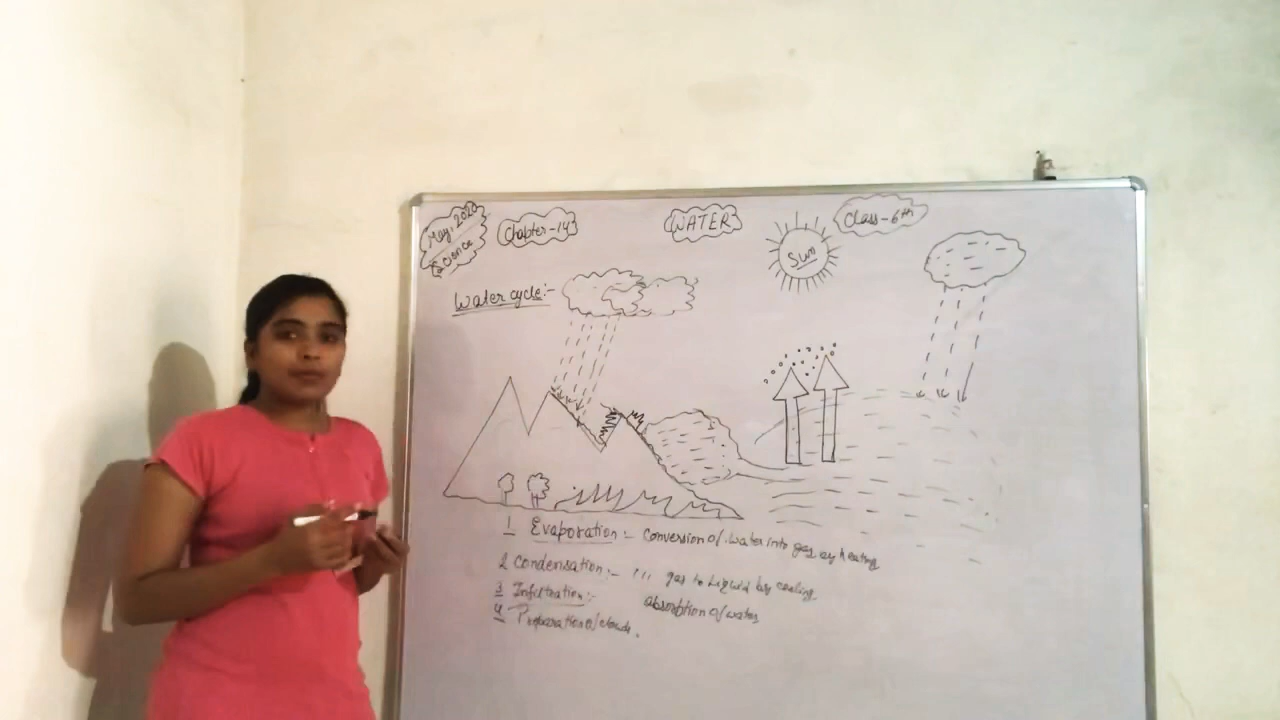 May, 2020
Science
Chapter-14
WATER
Sun
Class-6th
Water cycle:-
1 Evaporation:- Conversion of water into gas by heating
2 Condensation:- ''' gas to liquid by cooling
3 Infiltration:- absorption of water
4 Preparation of clouds.